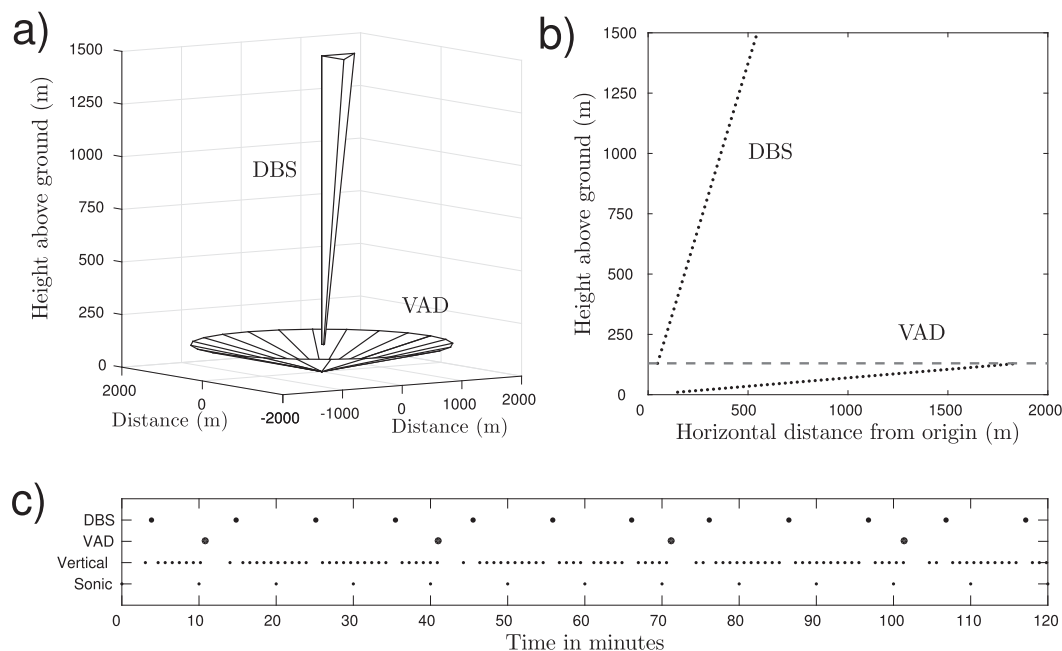 a)
1500
1250
1000
750
500
250
0
Height above ground (m)
DBS
VAD
2000
0
-2000
Distance (m)
-1000
0
1000
2000
Distance (m)
b)
1500
1250
1000
750
500
250
0
Height above ground (m)
DBS
VAD
0 500 1000 1500 2000
Horizontal distance from origin (m)
c)
DBS
VAD
Vertical
Sonic
0 10 20 30 40 50 60 70 80 90 100 110 120
Time in minutes